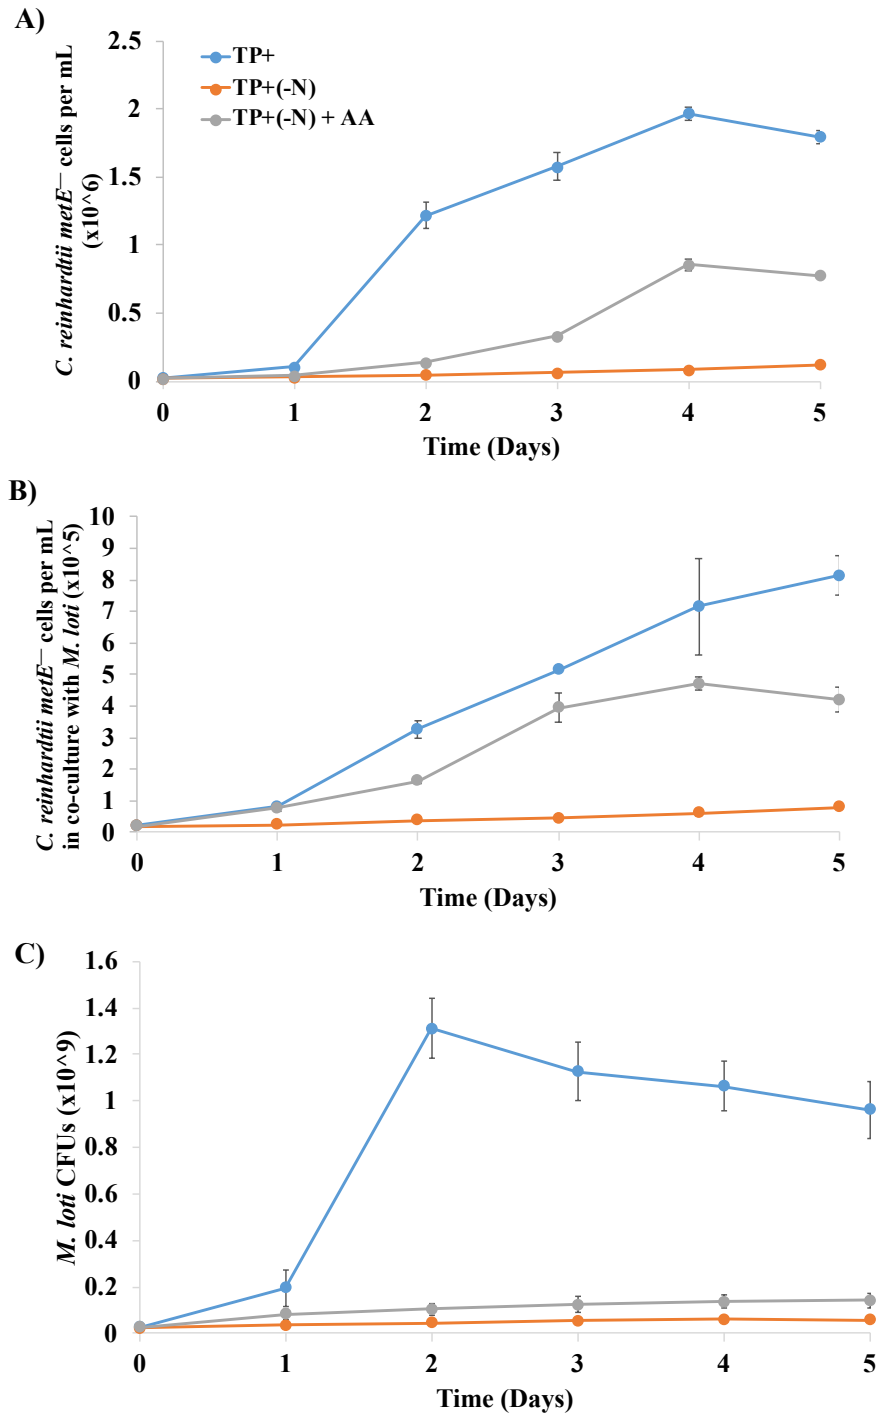 A)
C. reinhardtii metE— cells per mL
(x10^6)
2.5
2
1.5
1
0.5
0
TP+
TP+(-N)
TP+(-N) + AA
0 1 2 3 4 5
Time (Days)
B)
C. reinhardtii metE— cells per mL
in co-culture with M. loti (x10^5)
10
9
8
7
6
5
4
3
2
1
0
0 1 2 3 4 5
Time (Days)
C)
M. loti CFUs (x10^9)
1.6
1.4
1.2
1
0.8
0.6
0.4
0.2
0
0 1 2 3 4 5
Time (Days)